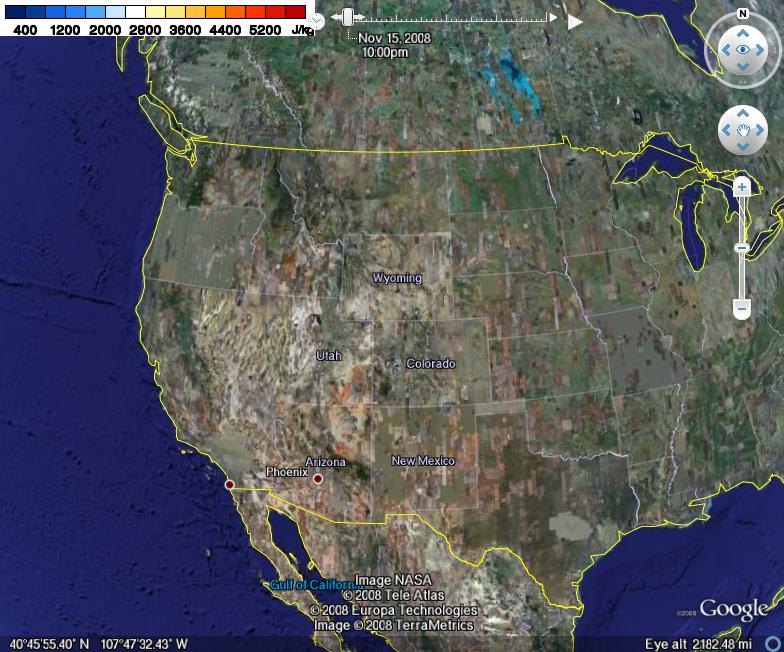 400 1200 2000 2800 3600 4400 5200 J/kg
Nov 15, 2008
10:00pm
N
Wyoming
Utah
Colorado
Arizona
New Mexico
Phoenix
Gulf of California
Image NASA
© 2008 Tele Atlas
© 2008 Europa Technologies
Image © 2008 TerraMetrics
©2008 Google
40°45'55.40" N 107°47'32.43" W
Eye alt 2182.48 mi